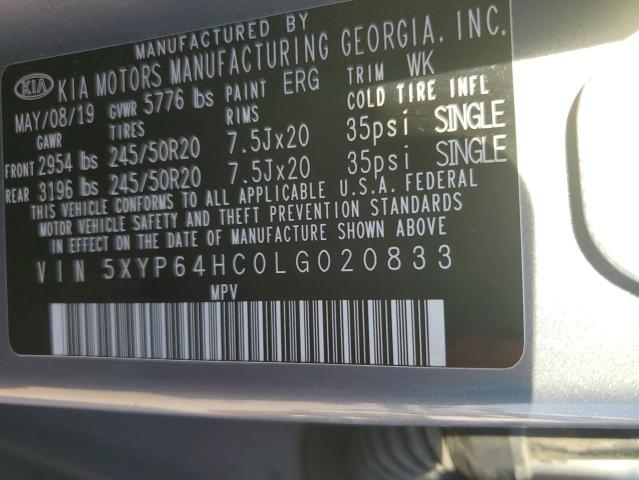 MANUFACTURED BY
KIA KIA MOTORS MANUFACTURING GEORGIA, INC.
MAY/08/19 GVWR 5776 lbs PAINT ERG TRIM WK
GAWR TIRES RIMS COLD TIRE INFL
FRONT 2954 lbs 245/50R20 7.5Jx20 35psi SINGLE
REAR 3196 lbs 245/50R20 7.5Jx20 35psi SINGLE
THIS VEHICLE CONFORMS TO ALL APPLICABLE U.S.A. FEDERAL
MOTOR VEHICLE SAFETY AND THEFT PREVENTION STANDARDS
IN EFFECT ON THE DATE OF MANUFACTURE SHOWN ABOVE
VIN 5XYP64HC0LG020833
MPV